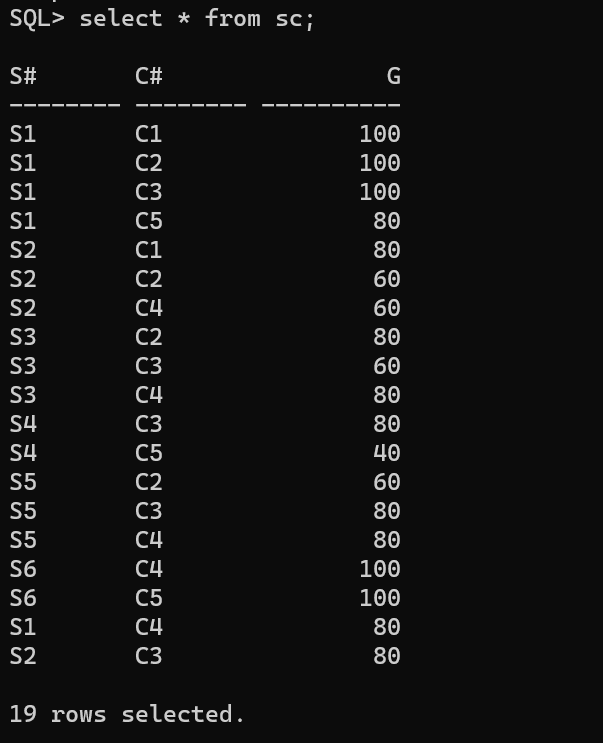 SQL> select * from sc;
S# C# G
-------- -------- ----------
S1 C1 100
S1 C2 100
S1 C3 100
S1 C5 80
S2 C1 80
S2 C2 60
S2 C4 60
S3 C2 80
S3 C3 60
S3 C4 80
S4 C3 80
S4 C5 40
S5 C2 60
S5 C3 80
S5 C4 80
S6 C4 100
S6 C5 100
S1 C4 80
S2 C3 80
19 rows selected.